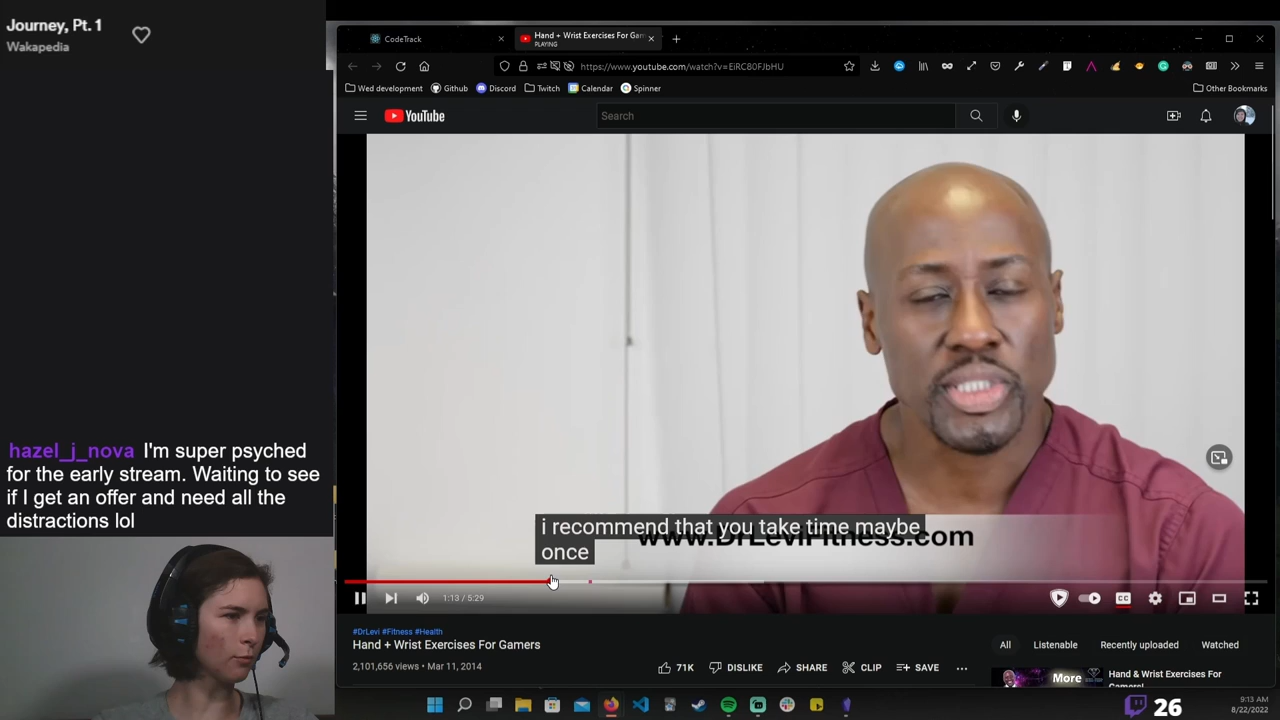 Journey, Pt. 1
Wakapedia
hazel_j_nova I'm super psyched
for the early stream. Waiting to see
if I get an offer and need all the
distractions lol
CodeTrack
Hand + Wrist Exercises For Gam
PLAYING
https://www.youtube.com/watch?v=EiRC80FJbHU
Wed development
Github
Discord
Twitch
Calendar
Spinner
Other Bookmarks
YouTube
Search
i recommend that you take time maybe
once
www.DrLeviFitness.com
1:13 / 5:29
CC
#DrLevi #Fitness #Health
Hand + Wrist Exercises For Gamers
2,101,656 views • Mar 11, 2014
71K
DISLIKE
SHARE
CLIP
SAVE
All
Listenable
Recently uploaded
Watched
More
Hand & Wrist Exercises For
Gamers!
26
9:13 AM
8/22/2022